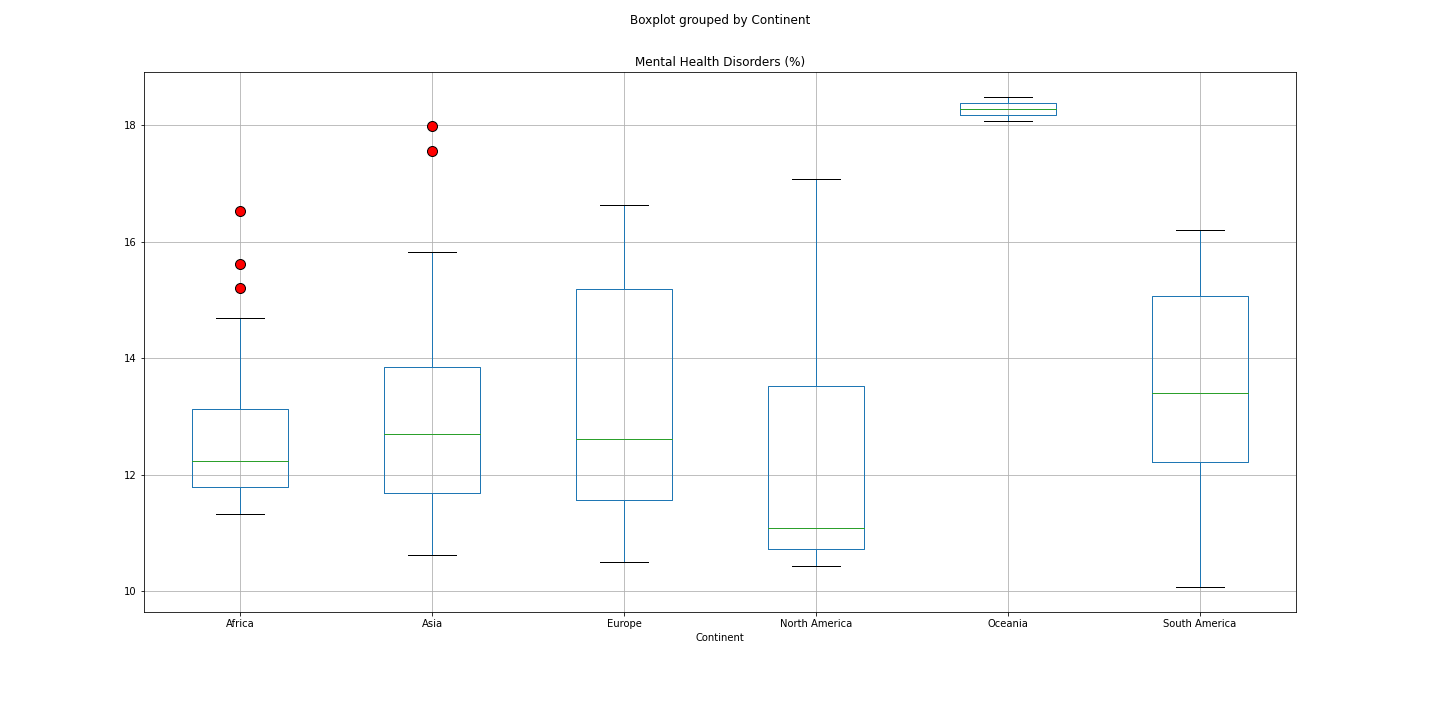 Boxplot grouped by Continent
Mental Health Disorders (%)
18
16
14
12
10
Africa Asia Europe North America Oceania South America
Continent